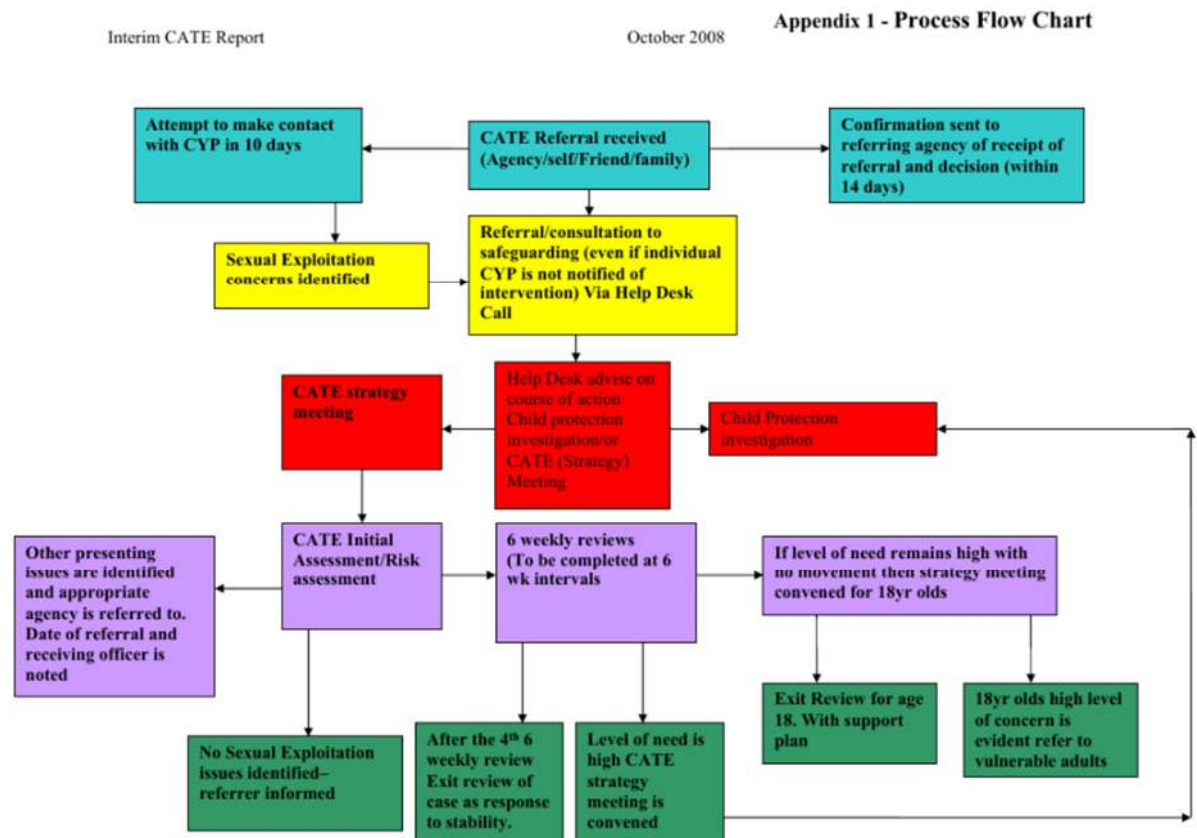 Interim CATE Report
October 2008
Appendix 1 - Process Flow Chart
Attempt to make contact
with CYP in 10 days
CATE Referral received
(Agency/self/Friend/family)
Confirmation sent to
referring agency of receipt of
referral and decision (within
14 days)
Sexual Exploitation
concerns identified
Referral/consultation to
safeguarding (even if individual
CYP is not notified of
intervention) Via Help Desk
Call
CATE strategy
meeting
Help Desk advise on
course of action
Child protection
investigation/or
CATE (Strategy)
Meeting
Child Protection
investigation
Other presenting
issues are identified
and appropriate
agency is referred to.
Date of referral and
receiving officer is
noted
CATE Initial
Assessment/Risk
assessment
6 weekly reviews
(To be completed at 6
wk intervals
If level of need remains high with
no movement then strategy meeting
convened for 18yr olds
No Sexual Exploitation
issues identified–
referrer informed
After the 4th 6
weekly review
Exit review of
case as response
to stability.
Level of need is
high CATE
strategy
meeting is
convened
Exit Review for age
18. With support
plan
18yr olds high level
of concern is
evident refer to
vulnerable adults